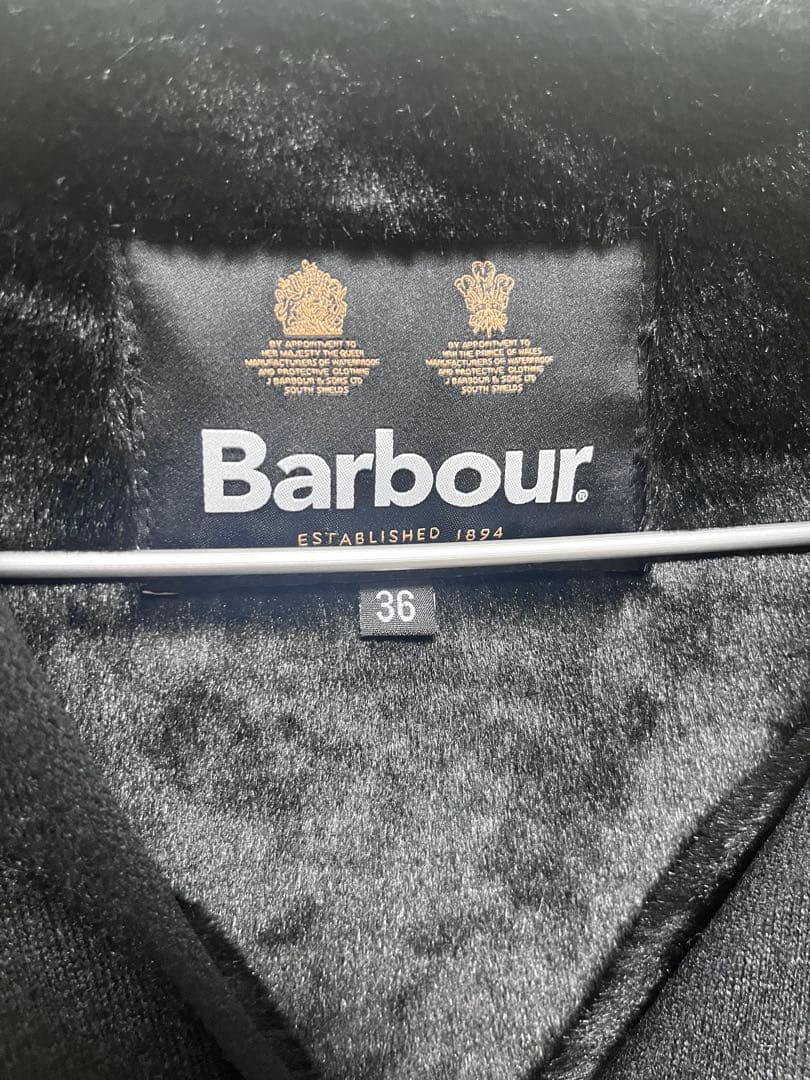 BY APPOINTMENT TO
HER MAJESTY THE QUEEN
MANUFACTURERS OF WATERPROOF
AND PROTECTIVE CLOTHING
J BARBOUR & SONS LTD
SOUTH SHIELDS
BY APPOINTMENT TO
HRH THE PRINCE OF WALES
MANUFACTURERS OF WATERPROOF
AND PROTECTIVE CLOTHING
J BARBOUR & SONS LTD
SOUTH SHIELDS
Barbour®
ESTABLISHED 1894
36